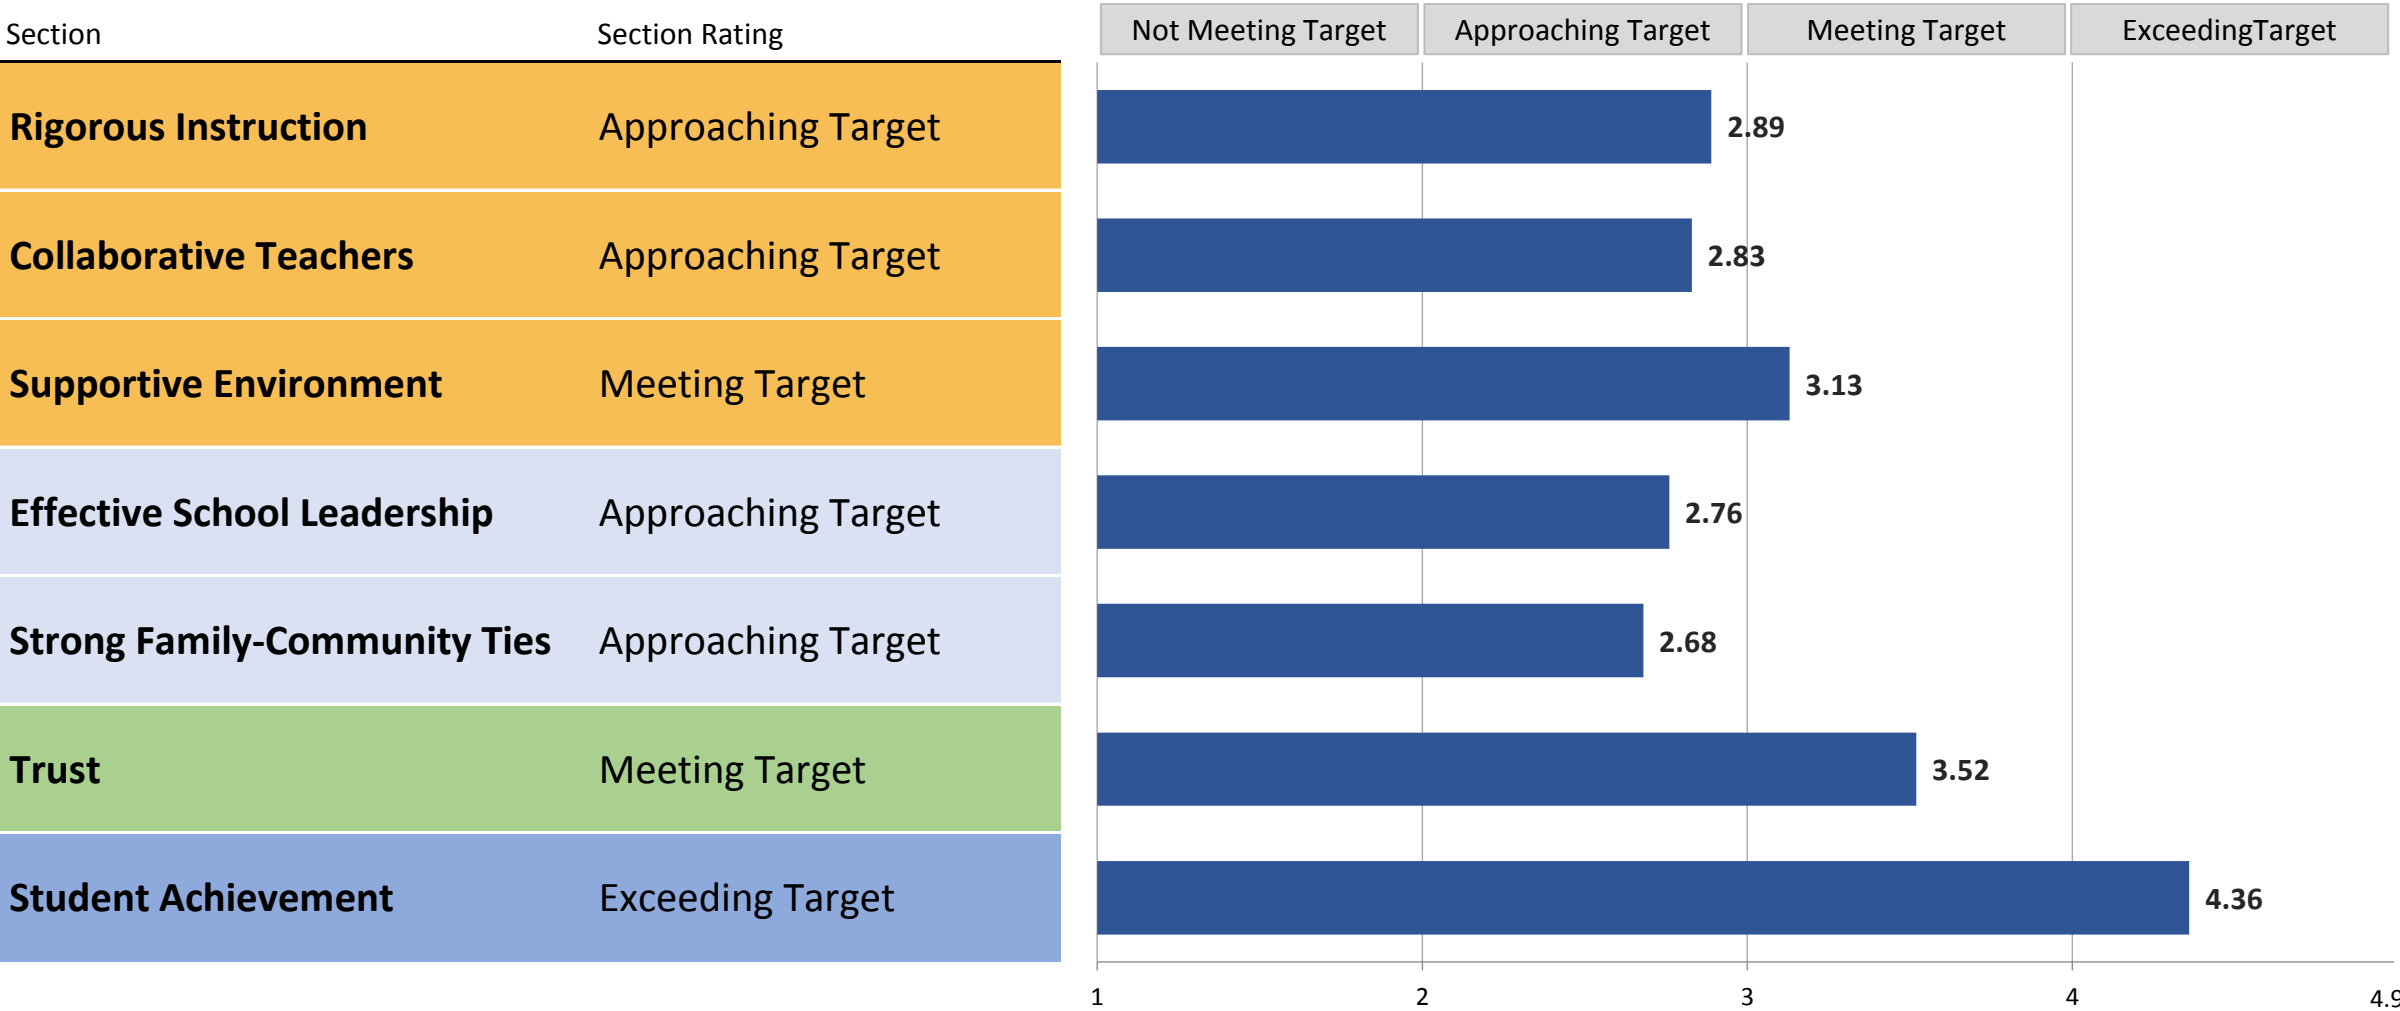 Section Section Rating Not Meeting Target Approaching Target Meeting Target ExceedingTarget
Rigorous Instruction Approaching Target 2.89
Collaborative Teachers Approaching Target 2.83
Supportive Environment Meeting Target 3.13
Effective School Leadership Approaching Target 2.76
Strong Family-Community Ties Approaching Target 2.68
Trust Meeting Target 3.52
Student Achievement Exceeding Target 4.36
1 2 3 4 4.9